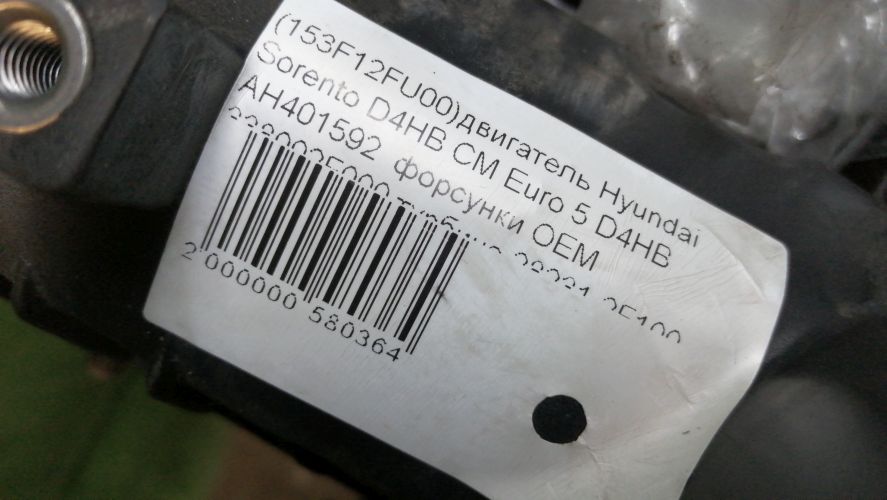 (153F12FU00)двигатель Hyundai
Sorento D4HB CM Euro 5 D4HB
AH401592 форсунки OEM
2 000000 580364